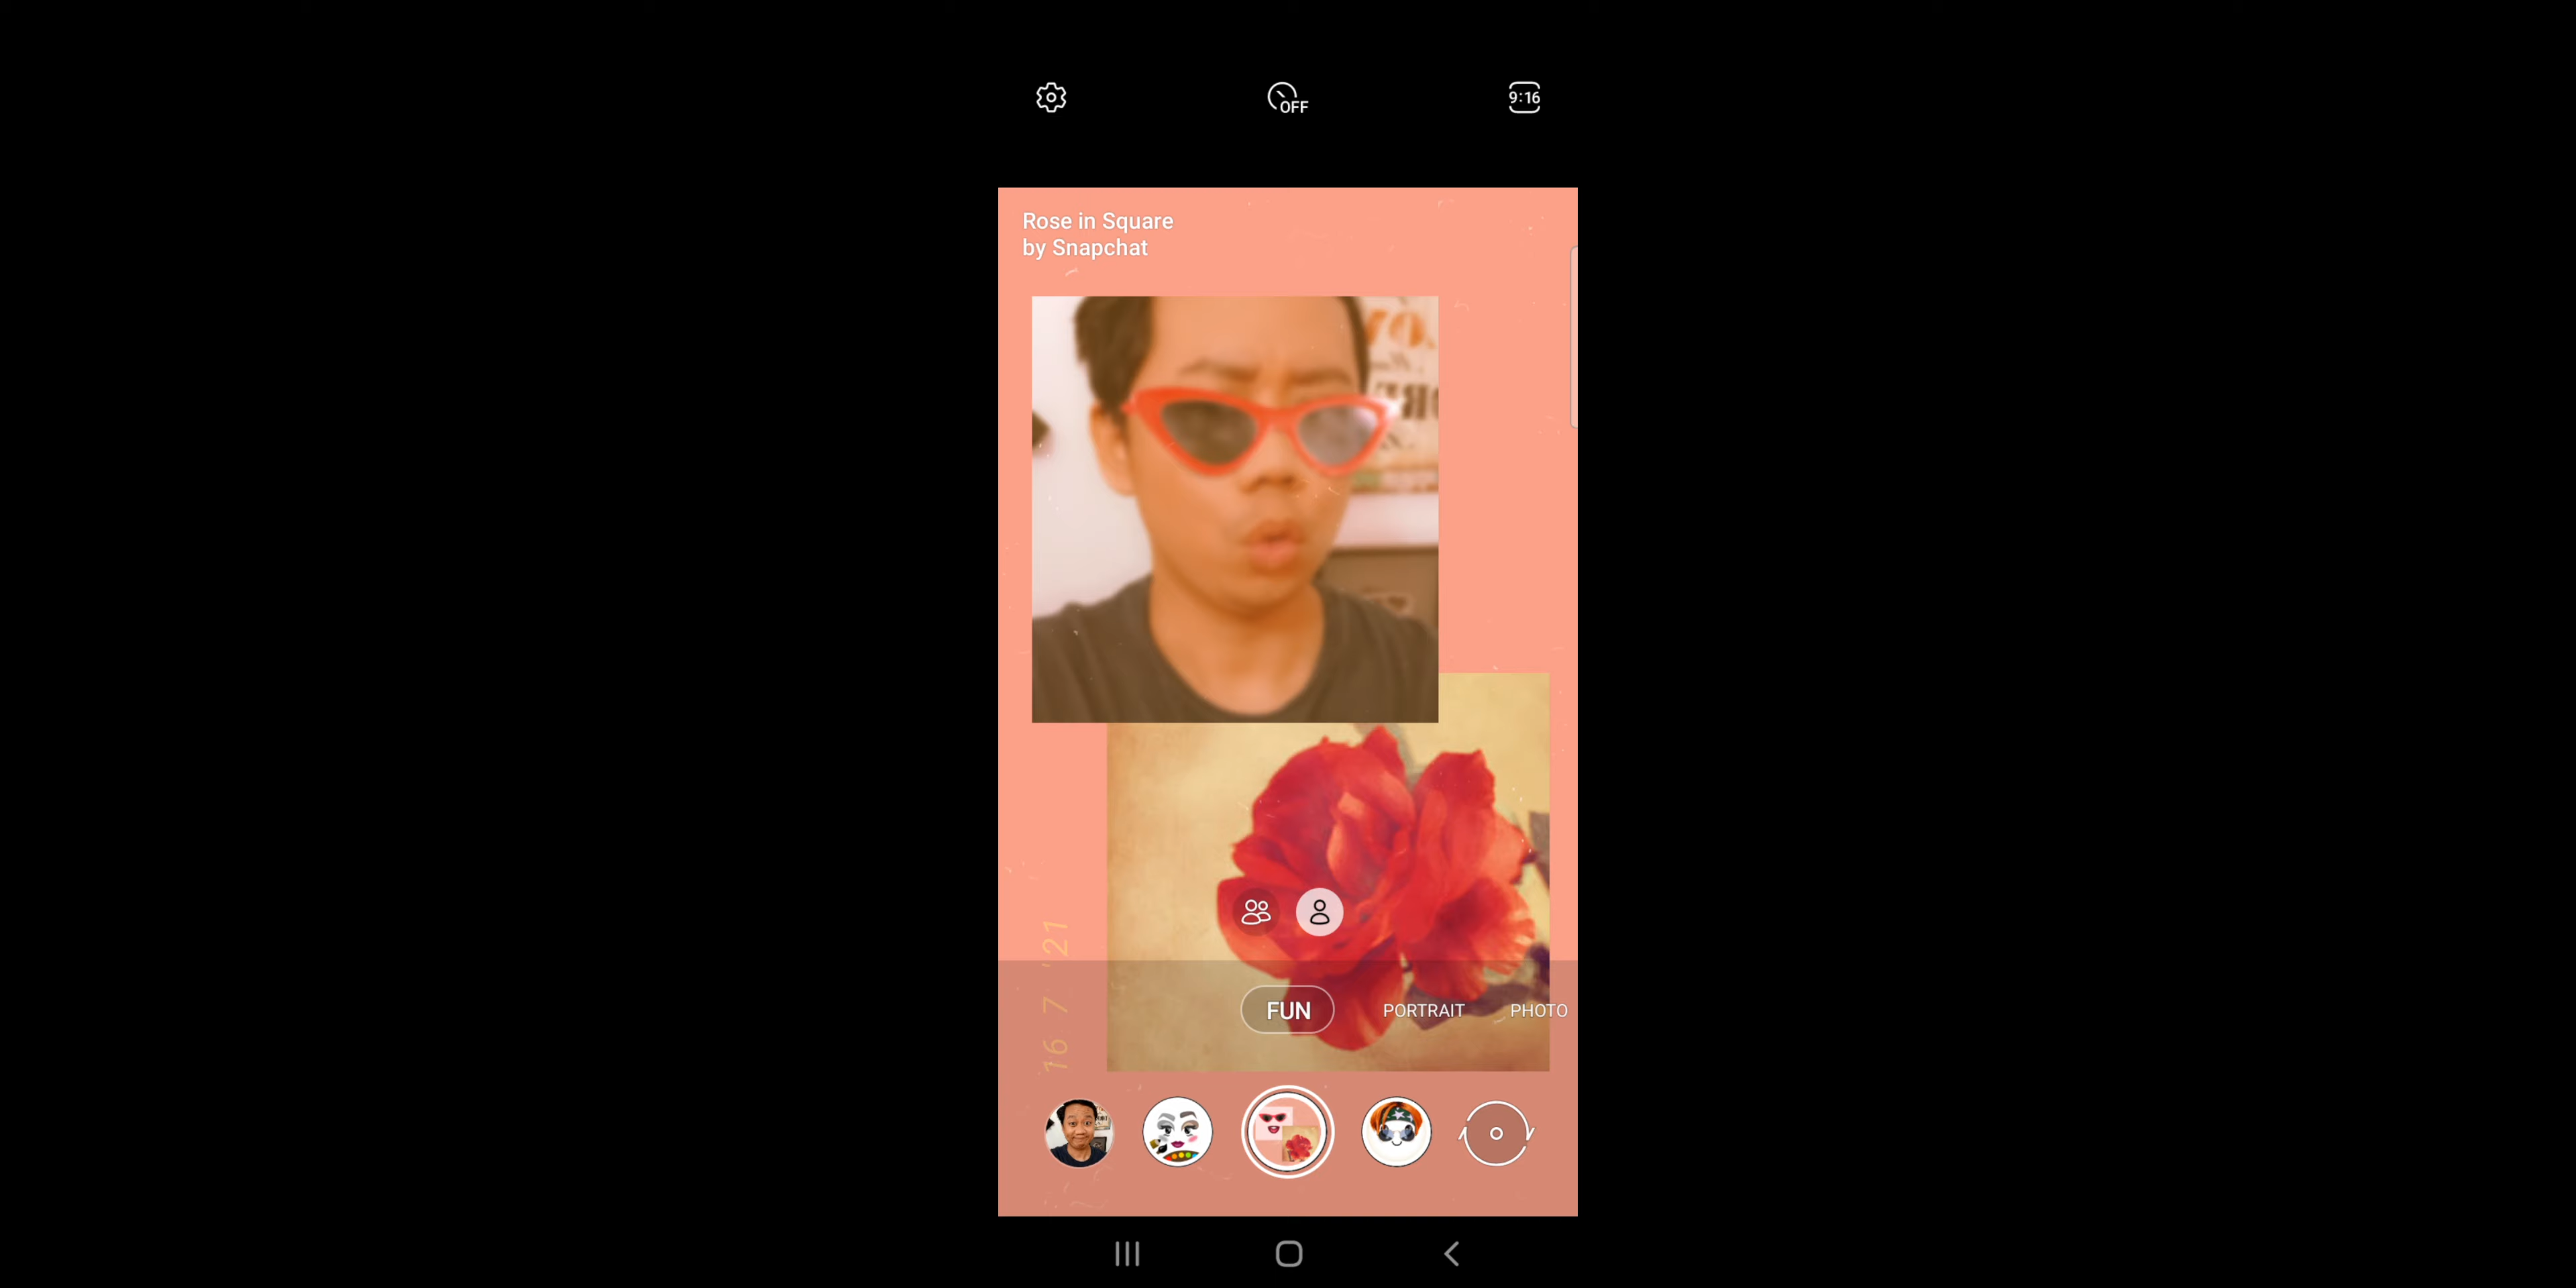 OFF
9:16
Rose in Square
by Snapchat
16 7 '21
FUN
PORTRAIT
PHOTO